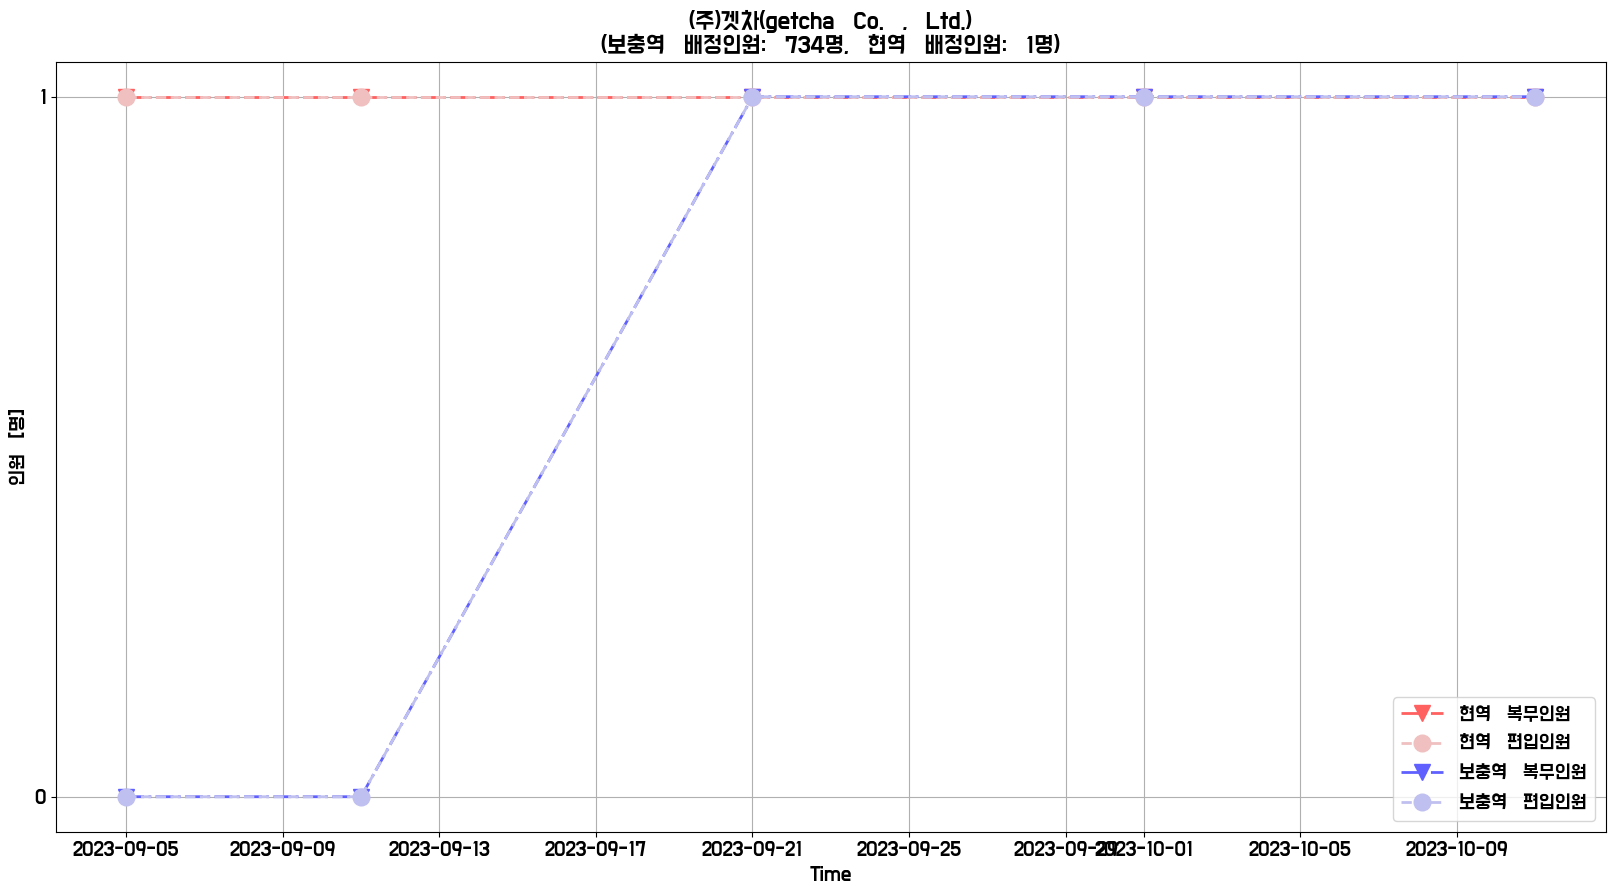 (주)겟차(getcha Co. , Ltd.)
(보충역 배정인원: 734명, 현역 배정인원: 1명)
인원 [명]
1
0
2023-09-05 2023-09-09 2023-09-13 2023-09-17 2023-09-21 2023-09-25 2023-09-29 2023-10-01 2023-10-05 2023-10-09
Time
현역 복무인원
현역 편입인원
보충역 복무인원
보충역 편입인원